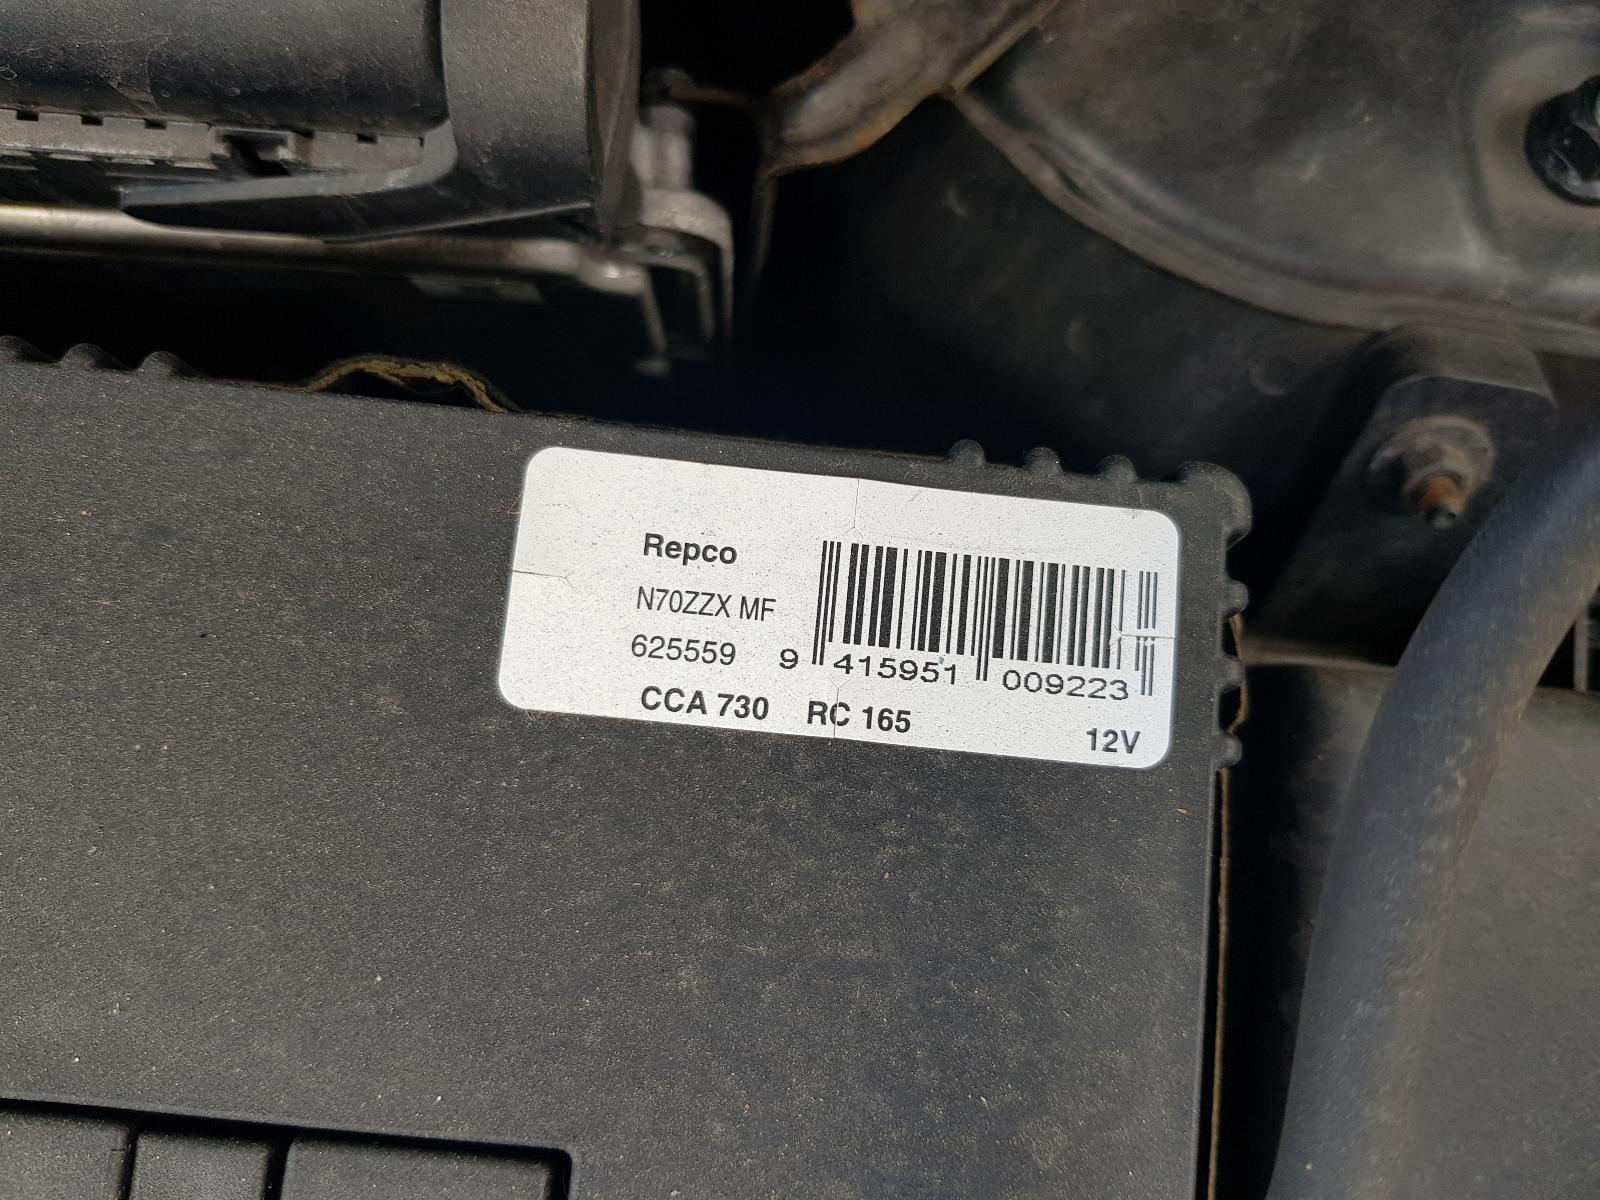 Repco
N70ZZX MF
625559
9 415951 009223
CCA 730 RC 165
12V